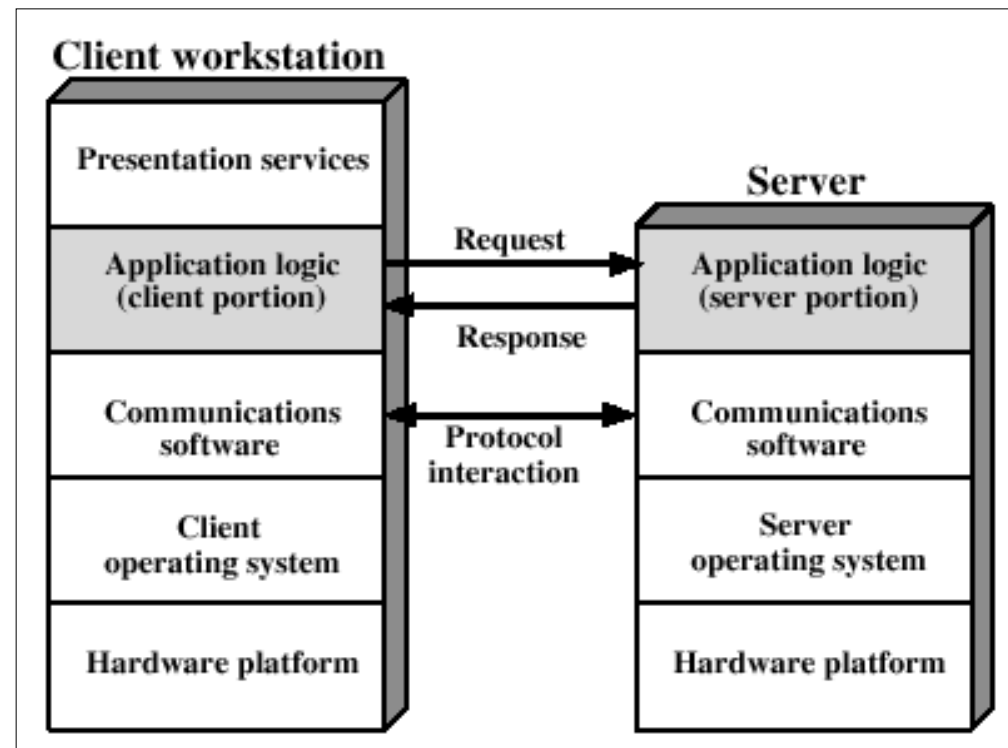 Client workstation
Presentation services
Application logic
(client portion)
Communications
software
Client
operating system
Hardware platform
Request
Response
Protocol
interaction
Server
Application logic
(server portion)
Communications
software
Server
operating system
Hardware platform